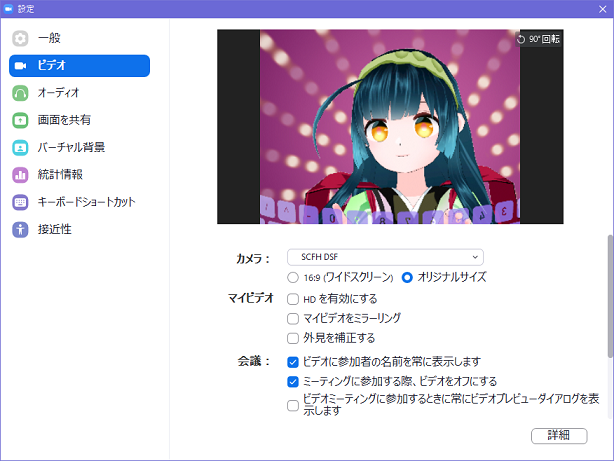 設定
90°回転
一般
ビデオ
オーディオ
画面を共有
バーチャル背景
統計情報
キーボードショートカット
接近性
カメラ：
SCFH DSF
16:9 (ワイドスクリーン)
オリジナルサイズ
マイビデオ
HD を有効にする
マイビデオをミラーリング
外見を補正する
会議：
ビデオに参加者の名前を常に表示します
ミーティングに参加する際、ビデオをオフにする
ビデオミーティングに参加するときに常にビデオプレビューダイアログを表
示します
詳細